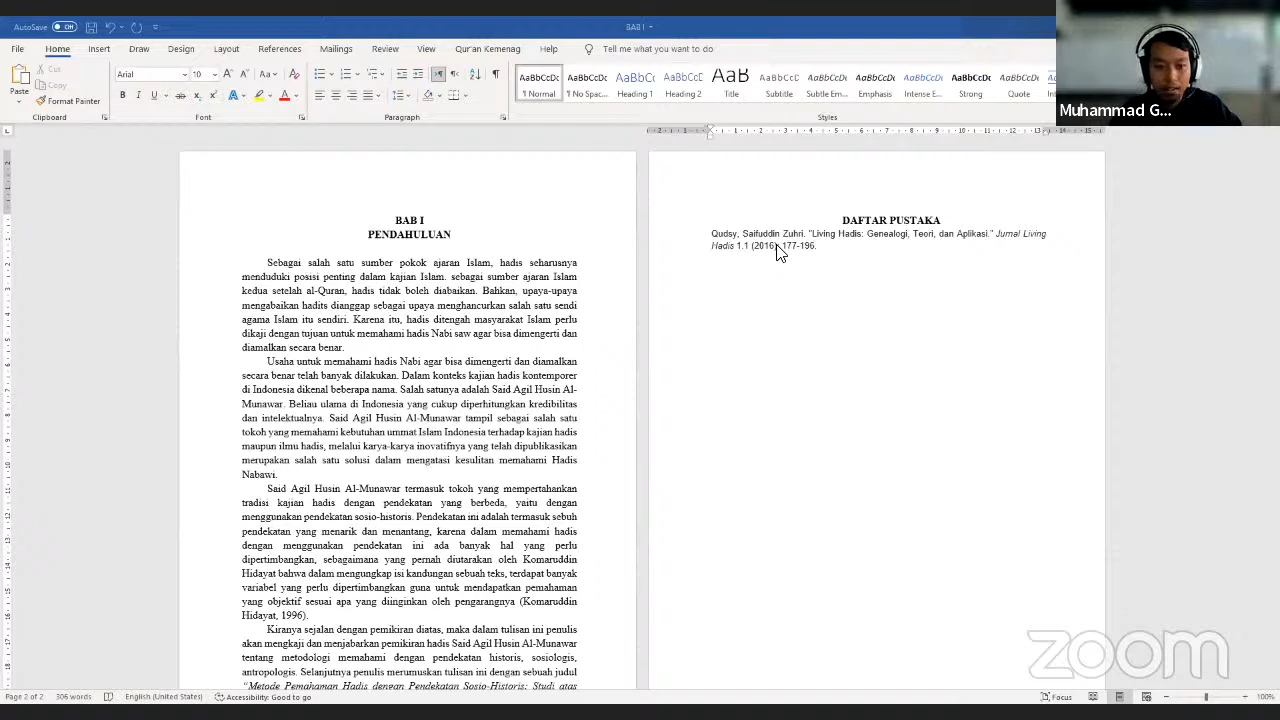 AutoSave Off BAB I
File Home Insert Draw Design Layout References Mailings Review View Qur'an Kemenag Help Tell me what you want to do
Paste Cut Copy Format Painter
Clipboard
Arial 10
Font
Paragraph
AaBbCcDc AaBbCcDc AaBbCc AaBbCcD AaB AaBbCcD AaBbCcDc AaBbCcDc AaBbCcDc AaBbCcDc AaBbCcDc
¶ Normal ¶ No Spac... Heading 1 Heading 2 Title Subtitle Subtle Em... Emphasis Intense E... Strong Quote
Styles
Muhammad G...
BAB I
PENDAHULUAN
Sebagai salah satu sumber pokok ajaran Islam, hadis seharusnya
menduduki posisi penting dalam kajian Islam. sebagai sumber ajaran Islam
kedua setelah al-Quran, hadis tidak boleh diabaikan. Bahkan, upaya-upaya
mengabaikan hadits dianggap sebagai upaya menghancurkan salah satu sendi
agama Islam itu sendiri. Karena itu, hadis ditengah masyarakat Islam perlu
dikaji dengan tujuan untuk memahami hadis Nabi saw agar bisa dimengerti dan
diamalkan secara benar.
Usaha untuk memahami hadis Nabi agar bisa dimengerti dan diamalkan
secara benar telah banyak dilakukan. Dalam konteks kajian hadis kontemporer
di Indonesia dikenal beberapa nama. Salah satunya adalah Said Agil Husin Al-
Munawar. Beliau ulama di Indonesia yang cukup diperhitungkan kredibilitas
dan intelektualnya. Said Agil Husin Al-Munawar tampil sebagai salah satu
tokoh yang memahami kebutuhan ummat Islam Indonesia terhadap kajian hadis
maupun ilmu hadis, melalui karya-karya inovatifnya yang telah dipublikasikan
merupakan salah satu solusi dalam mengatasi kesulitan memahami Hadis
Nabawi.
Said Agil Husin Al-Munawar termasuk tokoh yang mempertahankan
tradisi kajian hadis dengan pendekatan yang berbeda, yaitu dengan
menggunakan pendekatan sosio-historis. Pendekatan ini adalah termasuk sebuh
pendekatan yang menarik dan menantang, karena dalam memahami hadis
dengan menggunakan pendekatan ini ada banyak hal yang perlu
dipertimbangkan, sebagaimana yang pernah diutarakan oleh Komaruddin
Hidayat bahwa dalam mengungkap isi kandungan sebuah teks, terdapat banyak
variabel yang perlu dipertimbangkan guna untuk mendapatkan pemahaman
yang objektif sesuai apa yang diinginkan oleh pengarangnya (Komaruddin
Hidayat, 1996).
Kiranya sejalan dengan pemikiran diatas, maka dalam tulisan ini penulis
akan mengkaji dan menjabarkan pemikiran hadis Said Agil Husin Al-Munawar
tentang metodologi memahami dengan pendekatan historis, sosiologis,
antropologis. Selanjutnya penulis merumuskan tulisan ini dengan sebuah judul
"Metode Pemahaman Hadis dengan Pendekatan Sosio-Historis: Studi atas
DAFTAR PUSTAKA
Qudsy, Saifuddin Zuhri. "Living Hadis: Genealogi, Teori, dan Aplikasi." Jurnal Living
Hadis 1.1 (2016): 177-196.
zoom
Page 2 of 2 306 words English (United States) Accessibility: Good to go Focus 100%